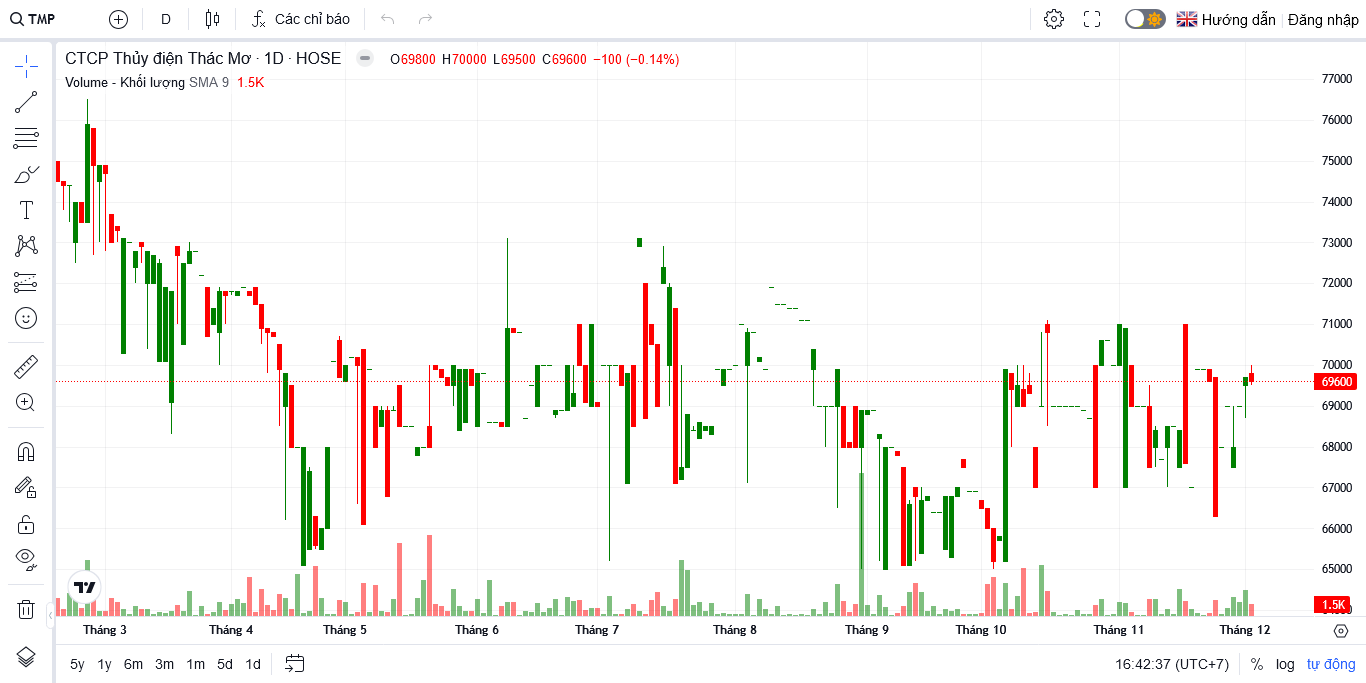 TMP D Các chỉ báo Hướng dẫn Đăng nhập
CTCP Thủy điện Thác Mơ · 1D · HOSE O69800 H70000 L69500 C69600 −100 (−0.14%)
Volume - Khối lượng SMA 9 1.5K
77000
76000
75000
74000
73000
72000
71000
70000
69600
69000
68000
67000
66000
65000
1.5K
Tháng 3 Tháng 4 Tháng 5 Tháng 6 Tháng 7 Tháng 8 Tháng 9 Tháng 10 Tháng 11 Tháng 12
5y 1y 6m 3m 1m 5d 1d 16:42:37 (UTC+7) % log tự động